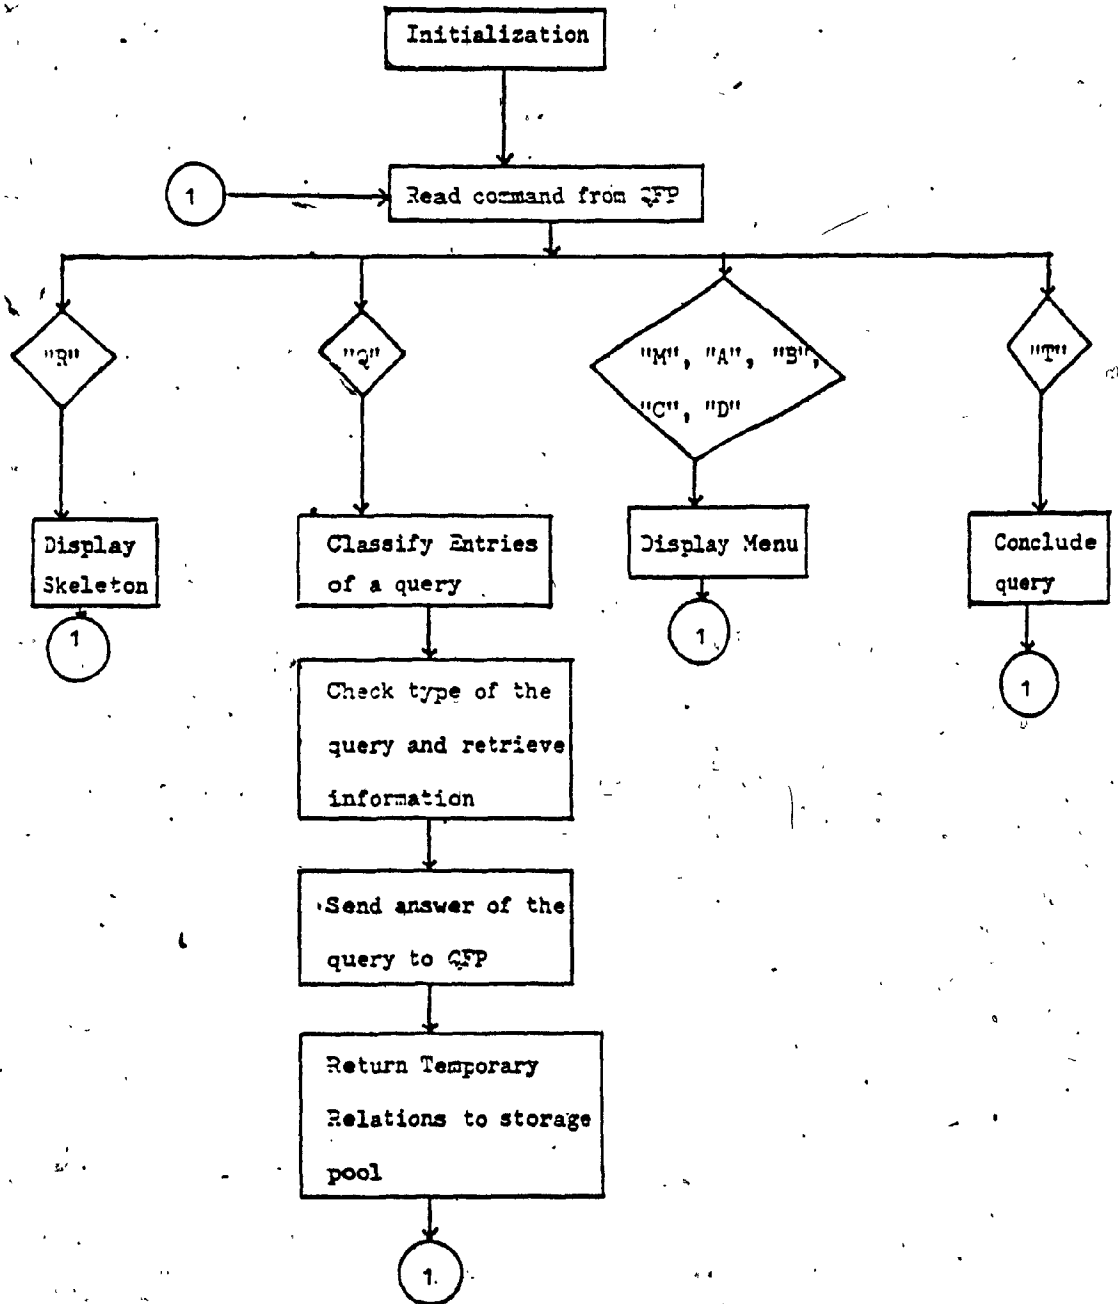 Initialization
1
Read command from QFP
"R"
"Q"
"M", "A", "B",
"C", "D"
"T"
Display
Skeleton
1
Classify Entries
of a query
Display Menu
1
Conclude
query
1
Check type of the
query and retrieve
information
Send answer of the
query to QFP
Return Temporary
Relations to storage
pool
1